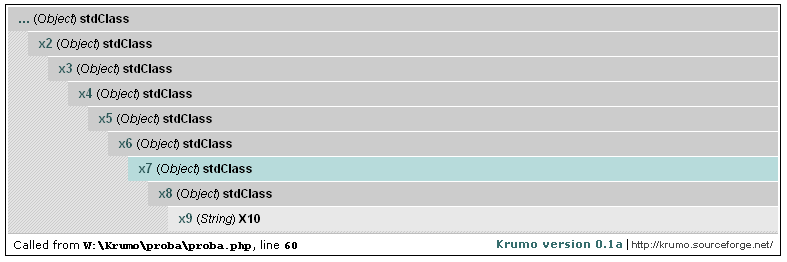 ... (Object) stdClass
x2 (Object) stdClass
x3 (Object) stdClass
x4 (Object) stdClass
x5 (Object) stdClass
x6 (Object) stdClass
x7 (Object) stdClass
x8 (Object) stdClass
x9 (String) X10
Called from W:\Krumo\proba\proba.php, line 60 Krumo version 0.1a | http://krumo.sourceforge.net/